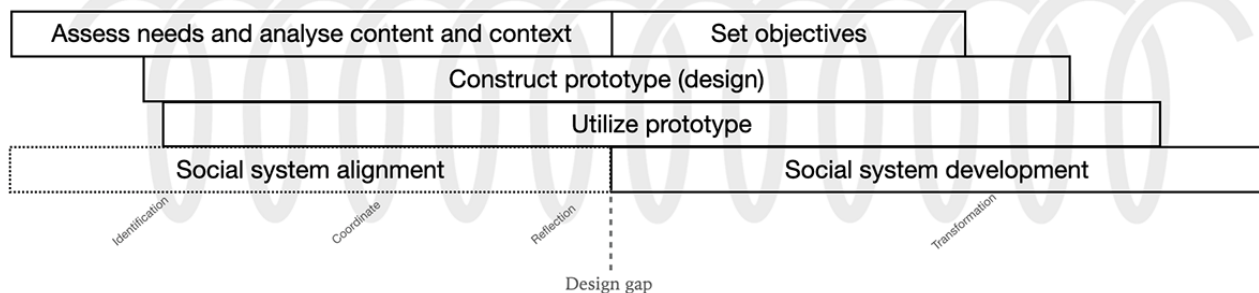 Assess needs and analyse content and context
Set objectives
Construct prototype (design)
Utilize prototype
Social system alignment
Social system development
Identification
Coordinate
Reflection
Transformation
Design gap